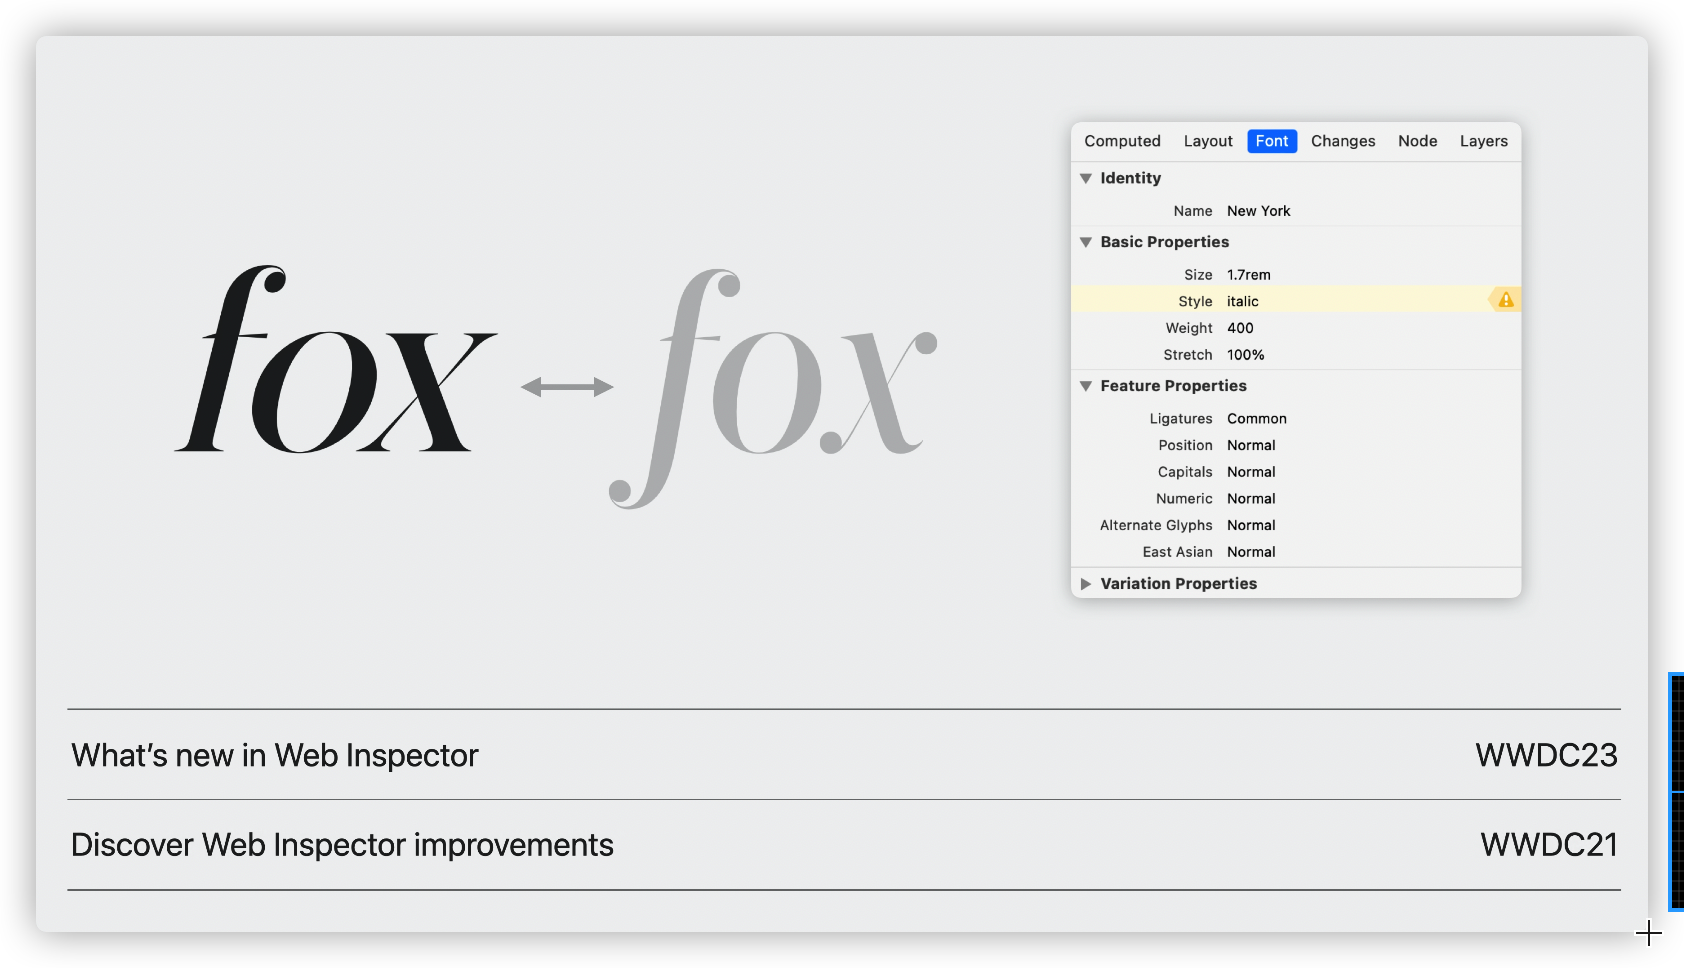 fox
fox
Computed Layout Font Changes Node Layers
Identity
Name New York
Basic Properties
Size 1.7rem
Style italic
Weight 400
Stretch 100%
Feature Properties
Ligatures Common
Position Normal
Capitals Normal
Numeric Normal
Alternate Glyphs Normal
East Asian Normal
Variation Properties
What’s new in Web Inspector WWDC23
Discover Web Inspector improvements WWDC21